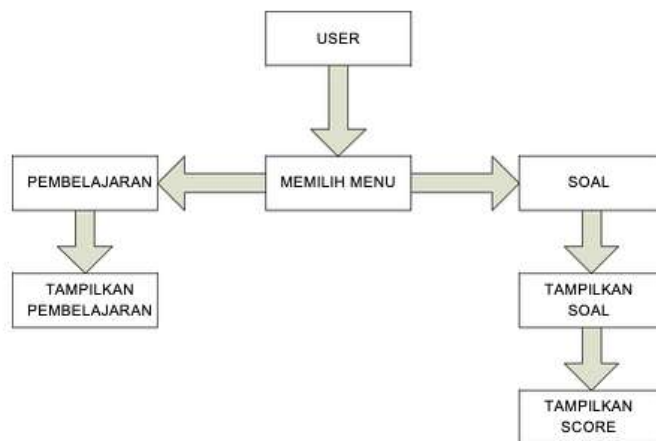 USER
PEMBELAJARAN
MEMILIH MENU
SOAL
TAMPILKAN
PEMBELAJARAN
TAMPILKAN
SOAL
TAMPILKAN
SCORE